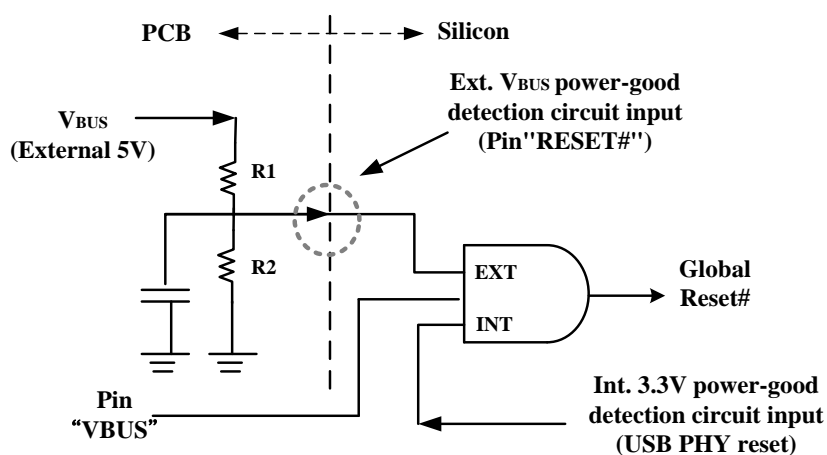 PCB
Silicon
Ext. VBUS power-good
detection circuit input
(Pin"RESET#")
VBUS
(External 5V)
R1
R2
EXT
INT
Global
Reset#
Pin
“VBUS”
Int. 3.3V power-good
detection circuit input
(USB PHY reset)